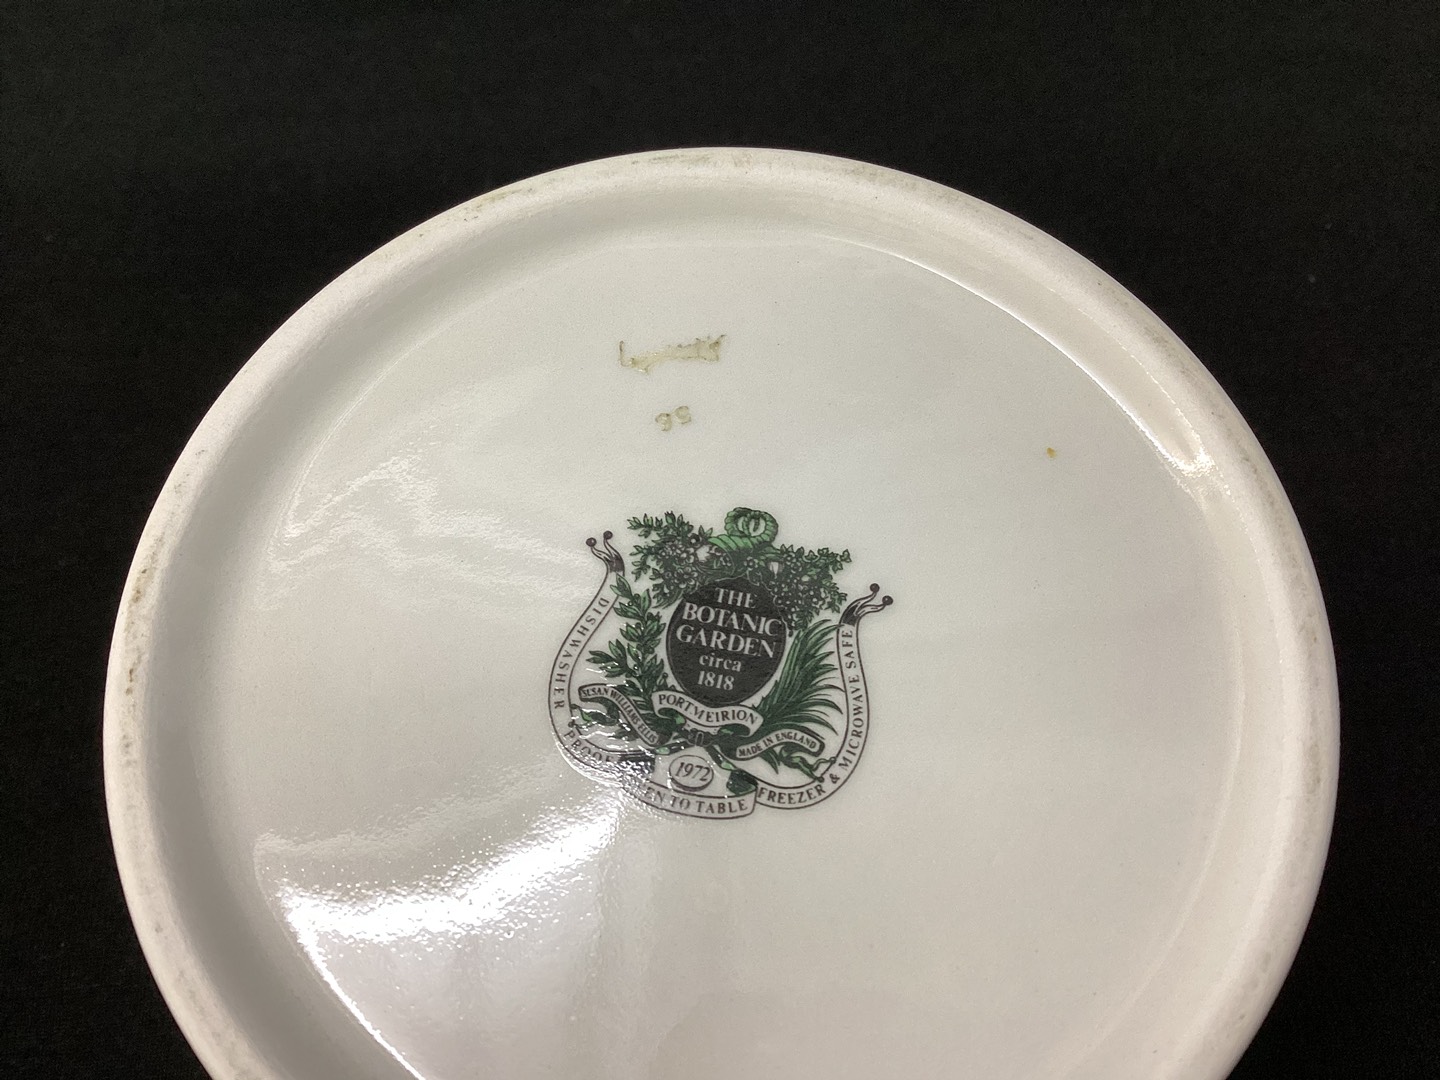 THE
BOTANIC
GARDEN
circa
1818
PORTMEIRION
SUSAN WILLIAMS-ELLIS
MADE IN ENGLAND
1972
DISHWASHER
PROOF
TO TABLE
FREEZER & MICROWAVE SAFE